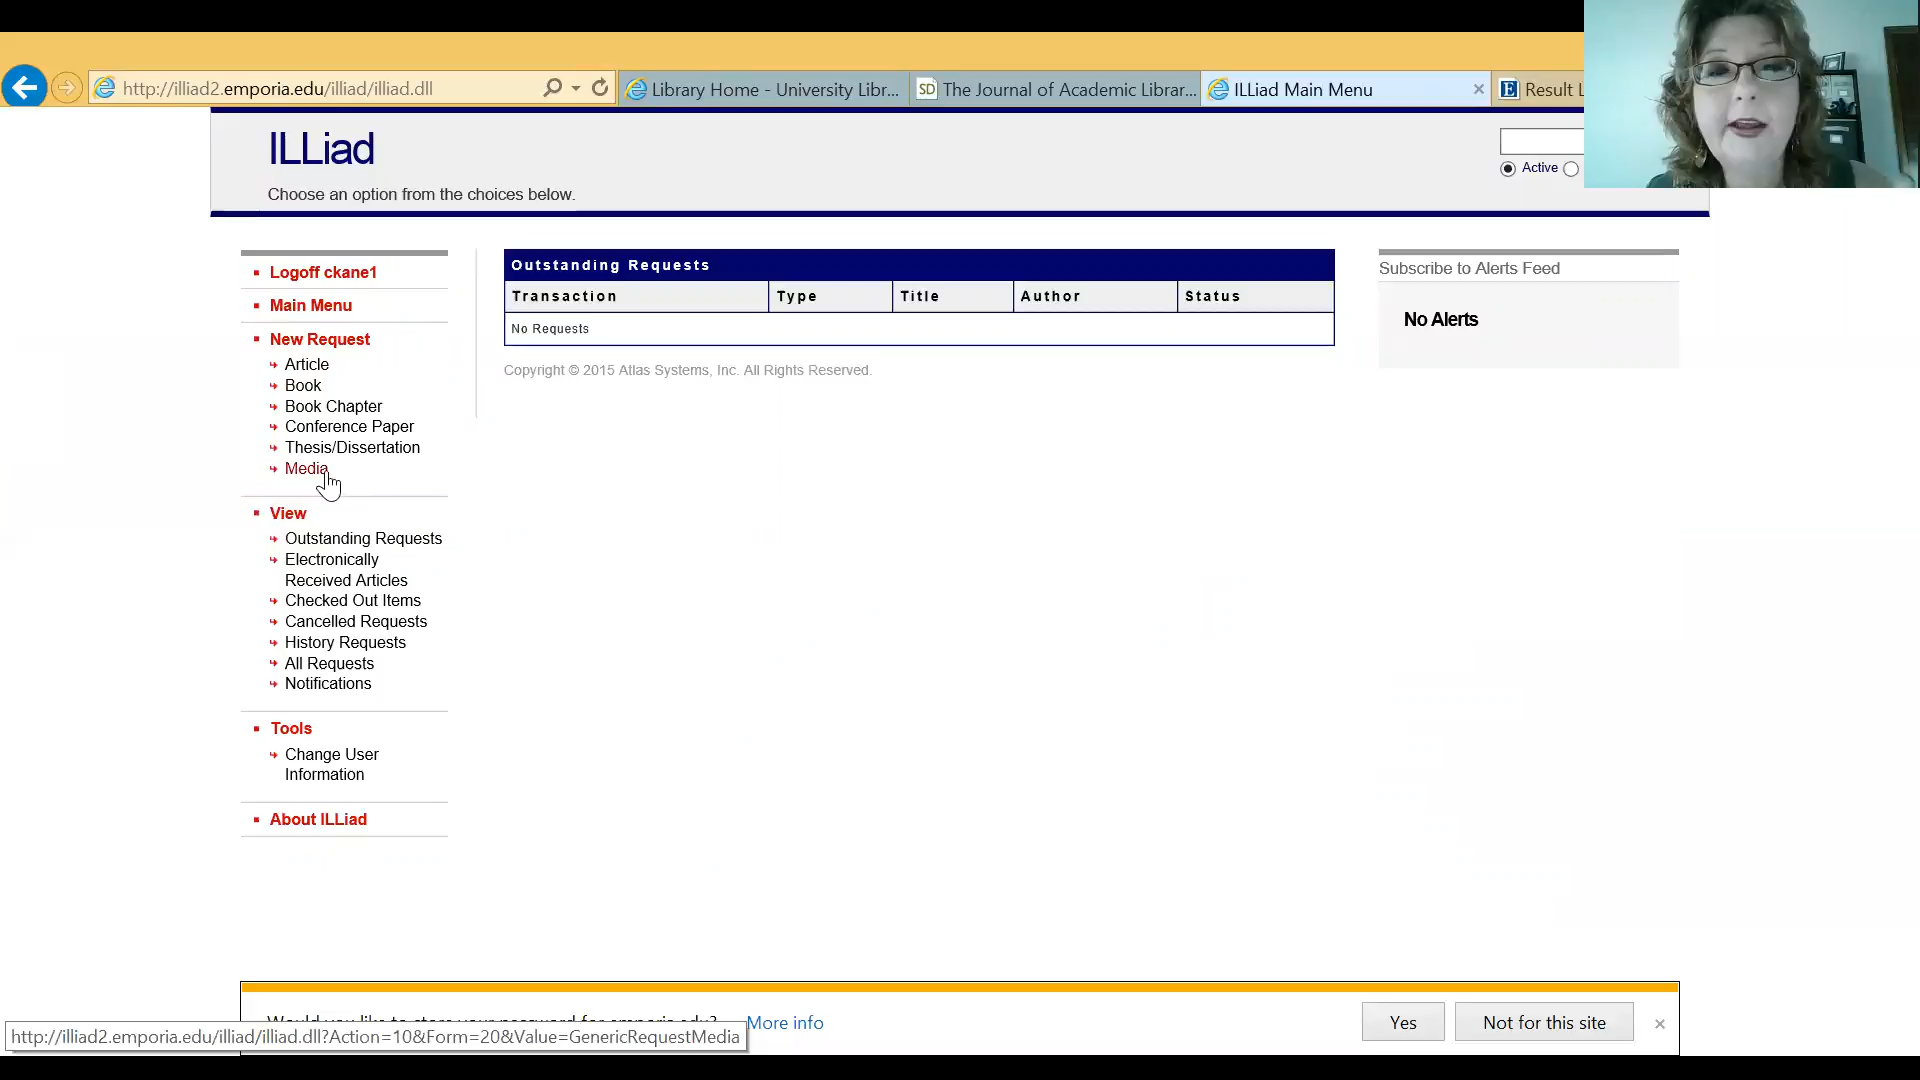 http://illiad2.emporia.edu/illiad/illiad.dll
Library Home - University Libr...
SD The Journal of Academic Librar...
ILLiad Main Menu
E Result L
ILLiad
Choose an option from the choices below.
Active
Logoff ckane1
Main Menu
New Request
Article
Book
Book Chapter
Conference Paper
Thesis/Dissertation
Media
View
Outstanding Requests
Electronically
Received Articles
Checked Out Items
Cancelled Requests
History Requests
All Requests
Notifications
Tools
Change User
Information
About ILLiad
Outstanding Requests
Transaction Type Title Author Status
No Requests
Copyright © 2015 Atlas Systems, Inc. All Rights Reserved.
Subscribe to Alerts Feed
No Alerts
More info
Yes
Not for this site
http://illiad2.emporia.edu/illiad/illiad.dll?Action=10&Form=20&Value=GenericRequestMedia